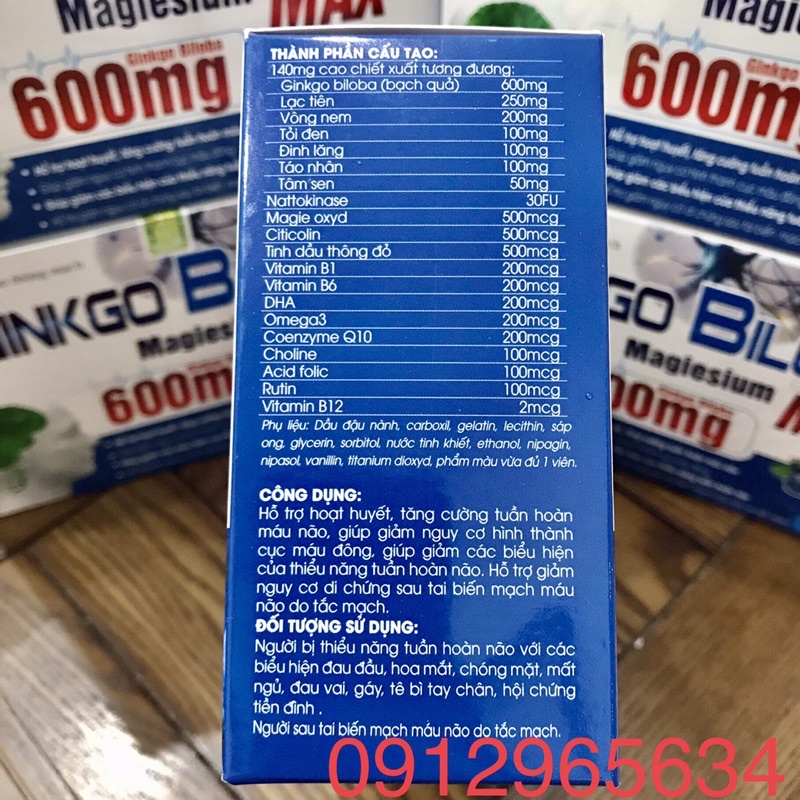 Magiesium MAX
Ginkgo Biloba
600mg
600mg
THÀNH PHẦN CẤU TẠO:
140mg cao chiết xuất tương đương:
Ginkgo biloba (bạch quả) 600mg
Lạc tiên 250mg
Vông nem 200mg
Tỏi đen 100mg
Đinh lăng 100mg
Táo nhân 100mg
Tâm sen 50mg
Nattokinase 30FU
Magie oxyd 500mcg
Citicolin 500mcg
Tinh dầu thông đỏ 500mcg
Vitamin B1 200mcg
Vitamin B6 200mcg
DHA 200mcg
Omega3 200mcg
Coenzyme Q10 200mcg
Choline 100mcg
Acid folic 100mcg
Rutin 100mcg
Vitamin B12 2mcg
Phụ liệu: Dầu đậu nành, carboxil, gelatin, lecithin, sáp
ong, glycerin, sorbitol, nước tinh khiết, ethanol, nipagin,
nipasol, vanillin, titanium dioxyd, phẩm màu vừa đủ 1 viên.
CÔNG DỤNG:
Hỗ trợ hoạt huyết, tăng cường tuần hoàn
máu não, giúp giảm nguy cơ hình thành
cục máu đông, giúp giảm các biểu hiện
của thiểu năng tuần hoàn não. Hỗ trợ giảm
nguy cơ di chứng sau tai biến mạch máu
não do tắc mạch.
ĐỐI TƯỢNG SỬ DỤNG:
Người bị thiểu năng tuần hoàn não với các
biểu hiện đau đầu, hoa mắt, chóng mặt, mất
ngủ, đau vai, gáy, tê bì tay chân, hội chứng
tiền đình .
Người sau tai biến mạch máu não do tắc mạch.
INKGO B
Magie
600mg
GO BILO
Magiesium
00mg
0912965634